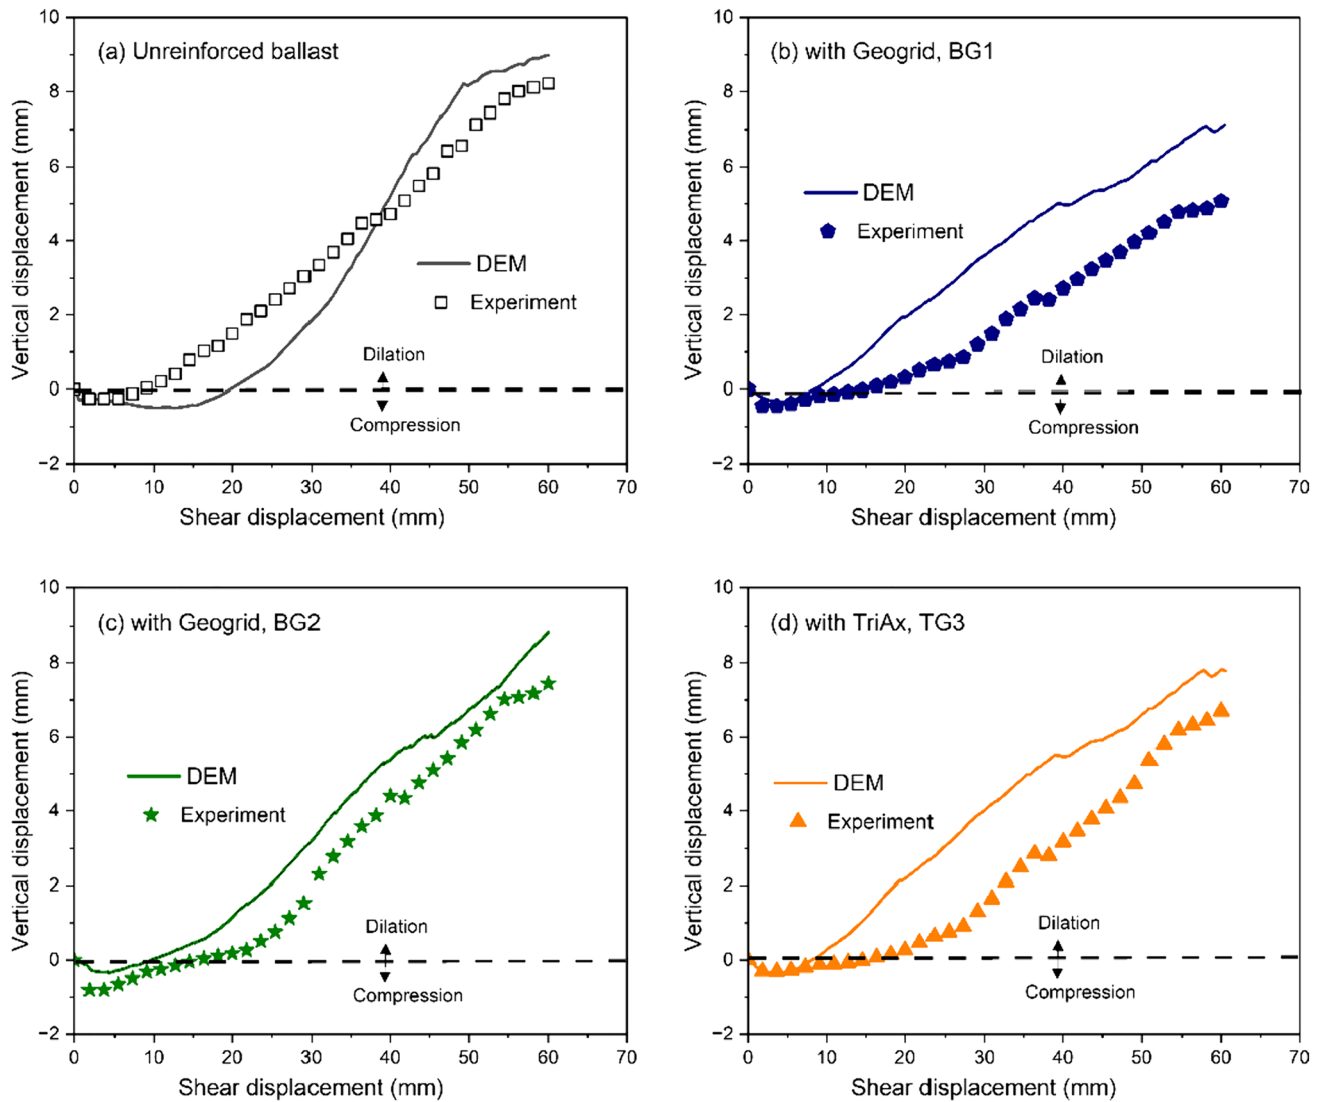 (a) Unreinforced ballast
Vertical displacement (mm)
10
8
6
4
2
0
−2
DEM
Experiment
Dilation
Compression
0 10 20 30 40 50 60 70
Shear displacement (mm)
(b) with Geogrid, BG1
Vertical displacement (mm)
10
8
6
4
2
0
−2
DEM
Experiment
Dilation
Compression
0 10 20 30 40 50 60 70
Shear displacement (mm)
(c) with Geogrid, BG2
Vertical displacement (mm)
10
8
6
4
2
0
−2
DEM
Experiment
Dilation
Compression
0 10 20 30 40 50 60 70
Shear displacement (mm)
(d) with TriAx, TG3
Vertical displacement (mm)
10
8
6
4
2
0
−2
DEM
Experiment
Dilation
Compression
0 10 20 30 40 50 60 70
Shear displacement (mm)